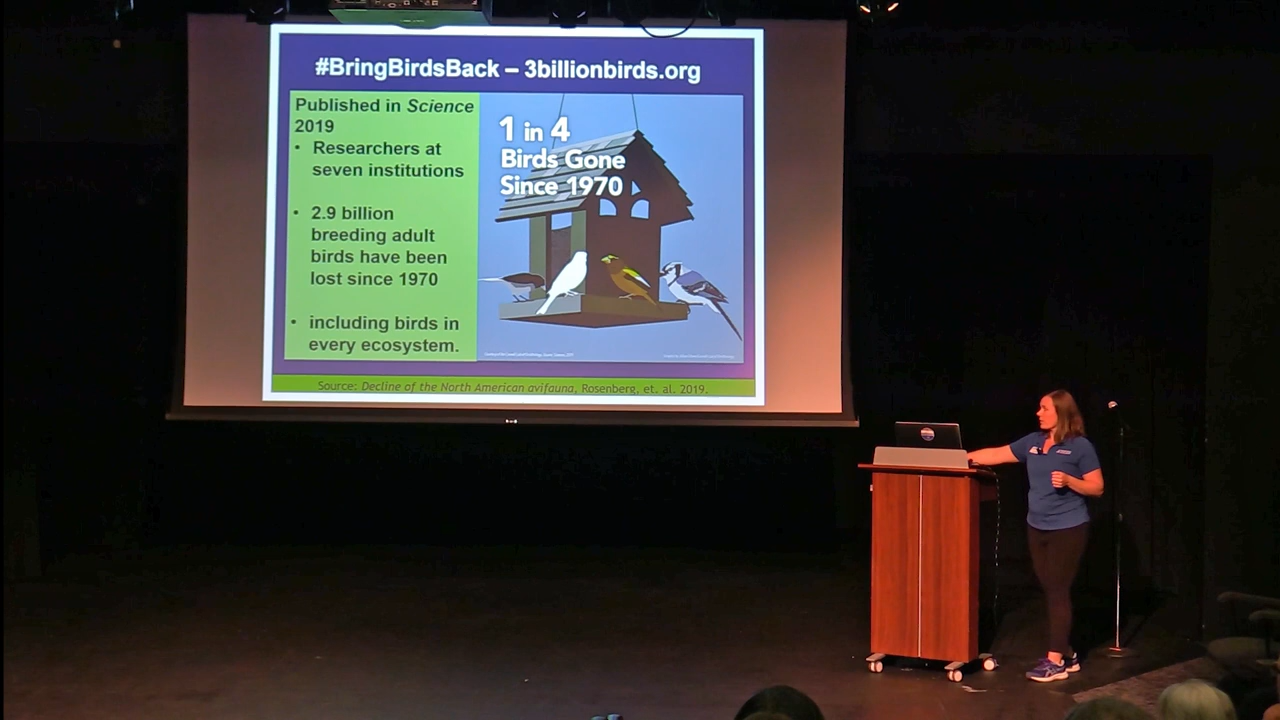 #BringBirdsBack – 3billionbirds.org
Published in Science
2019
• Researchers at
seven institutions
• 2.9 billion
breeding adult
birds have been
lost since 1970
• including birds in
every ecosystem.
1 in 4
Birds Gone
Since 1970
Source: Decline of the North American avifauna, Rosenberg, et. al. 2019.